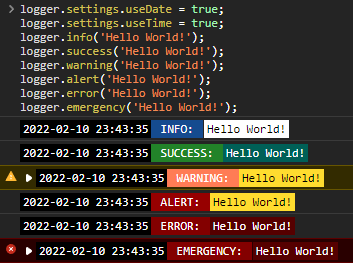 logger.settings.useDate = true;
logger.settings.useTime = true;
logger.info('Hello World!');
logger.success('Hello World!');
logger.warning('Hello World!');
logger.alert('Hello World!');
logger.error('Hello World!');
logger.emergency('Hello World!');
2022-02-10 23:43:35 INFO: Hello World!
2022-02-10 23:43:35 SUCCESS: Hello World!
2022-02-10 23:43:35 WARNING: Hello World!
2022-02-10 23:43:35 ALERT: Hello World!
2022-02-10 23:43:35 ERROR: Hello World!
2022-02-10 23:43:35 EMERGENCY: Hello World!